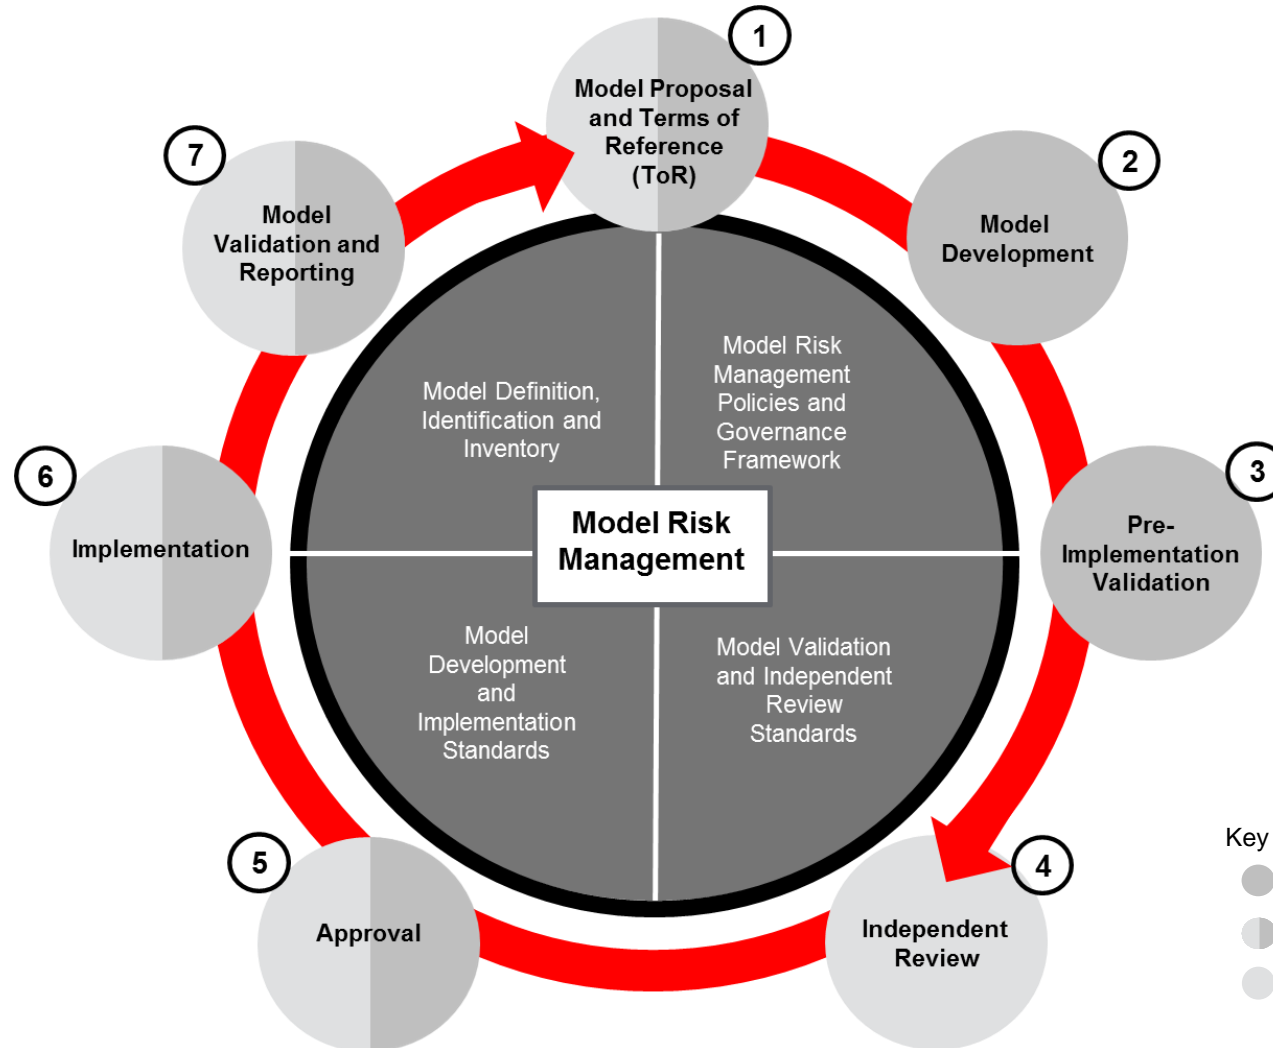 1
Model Proposal
and Terms of
Reference
(ToR)
2
Model
Development
3
Pre-
Implementation
Validation
4
Independent
Review
5
Approval
6
Implementation
7
Model
Validation and
Reporting
Model Definition,
Identification and
Inventory
Model Risk
Management
Policies and
Governance
Framework
Model Risk
Management
Model
Development
and
Implementation
Standards
Model Validation
and Independent
Review
Standards
Key